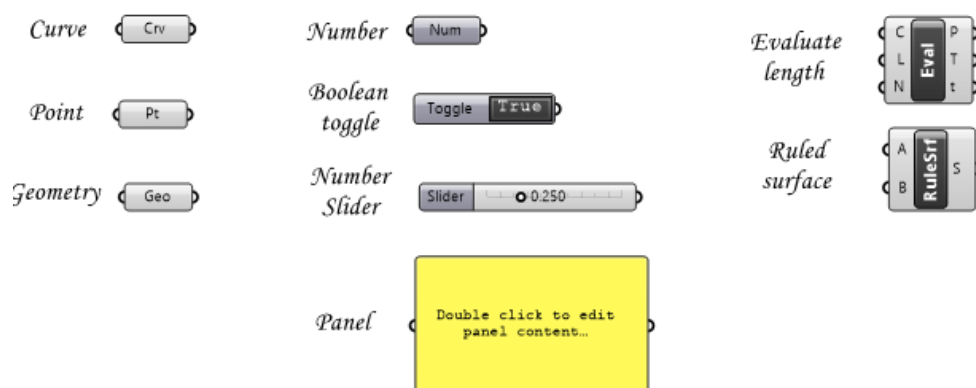 Curve
Crv
Point
Pt
Geometry
Geo
Number
Num
Boolean
toggle
Toggle
True
Number
Slider
Slider
0.250
Panel
Double click to edit
panel content…
Evaluate
length
C
L
N
Eval
P
T
t
Ruled
surface
A
B
RuleSrf
S